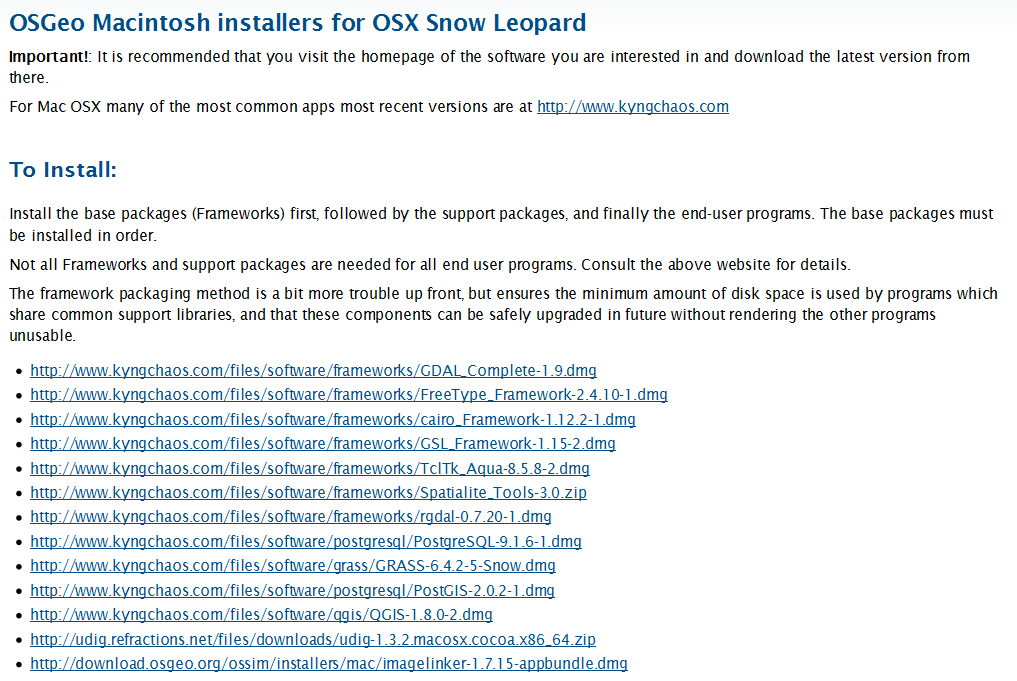 OSGeo Macintosh installers for OSX Snow Leopard
Important!: It is recommended that you visit the homepage of the software you are interested in and download the latest version from
there.
For Mac OSX many of the most common apps most recent versions are at http://www.kyngchaos.com
To Install:
Install the base packages (Frameworks) first, followed by the support packages, and finally the end-user programs. The base packages must
be installed in order.
Not all Frameworks and support packages are needed for all end user programs. Consult the above website for details.
The framework packaging method is a bit more trouble up front, but ensures the minimum amount of disk space is used by programs which
share common support libraries, and that these components can be safely upgraded in future without rendering the other programs
unusable.
• http://www.kyngchaos.com/files/software/frameworks/GDAL_Complete-1.9.dmg
• http://www.kyngchaos.com/files/software/frameworks/FreeType_Framework-2.4.10-1.dmg
• http://www.kyngchaos.com/files/software/frameworks/cairo_Framework-1.12.2-1.dmg
• http://www.kyngchaos.com/files/software/frameworks/GSL_Framework-1.15-2.dmg
• http://www.kyngchaos.com/files/software/frameworks/TclTk_Aqua-8.5.8-2.dmg
• http://www.kyngchaos.com/files/software/frameworks/Spatialite_Tools-3.0.zip
• http://www.kyngchaos.com/files/software/frameworks/rgdal-0.7.20-1.dmg
• http://www.kyngchaos.com/files/software/postgresql/PostgreSQL-9.1.6-1.dmg
• http://www.kyngchaos.com/files/software/grass/GRASS-6.4.2-5-Snow.dmg
• http://www.kyngchaos.com/files/software/postgresql/PostGIS-2.0.2-1.dmg
• http://www.kyngchaos.com/files/software/qgis/QGIS-1.8.0-2.dmg
• http://udig.refractions.net/files/downloads/udig-1.3.2.macosx.cocoa.x86_64.zip
• http://download.osgeo.org/ossim/installers/mac/imagelinker-1.7.15-appbundle.dmg